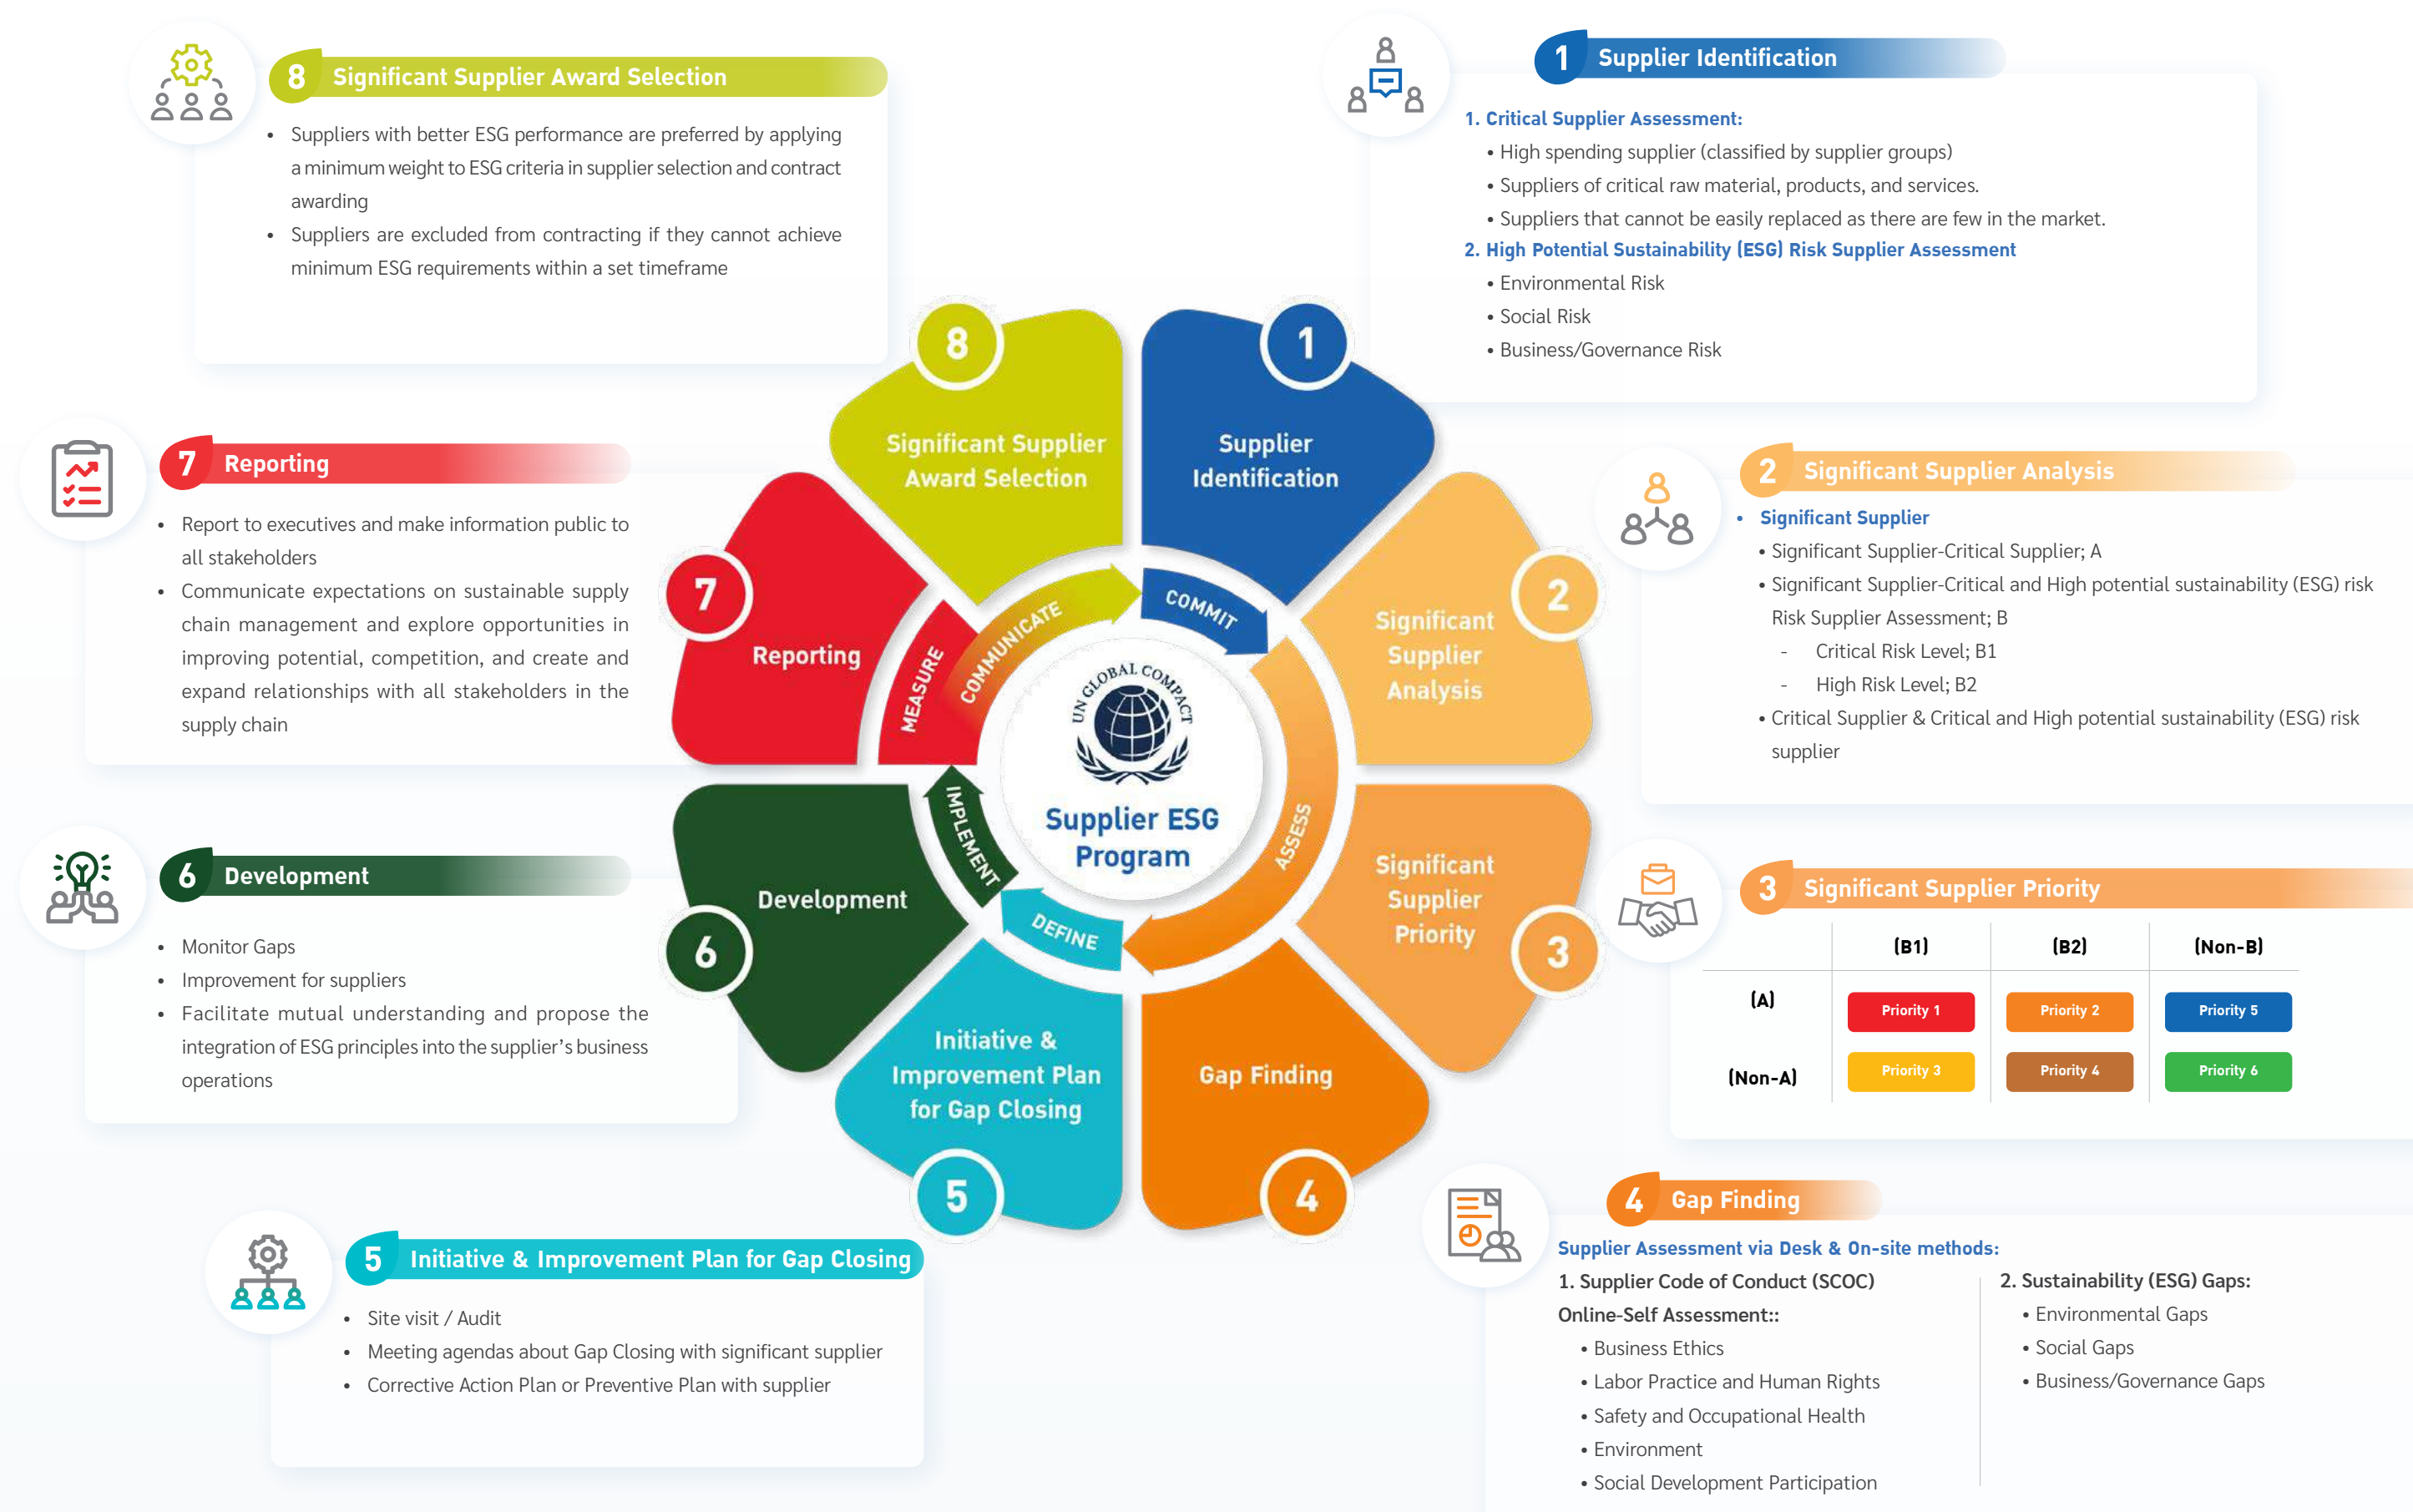 8 Significant Supplier Award Selection
• Suppliers with better ESG performance are preferred by applying
a minimum weight to ESG criteria in supplier selection and contract
awarding
• Suppliers are excluded from contracting if they cannot achieve
minimum ESG requirements within a set timeframe
1 Supplier Identification
1. Critical Supplier Assessment:
• High spending supplier (classified by supplier groups)
• Suppliers of critical raw material, products, and services.
• Suppliers that cannot be easily replaced as there are few in the market.
2. High Potential Sustainability (ESG) Risk Supplier Assessment
• Environmental Risk
• Social Risk
• Business/Governance Risk
7 Reporting
• Report to executives and make information public to
all stakeholders
• Communicate expectations on sustainable supply
chain management and explore opportunities in
improving potential, competition, and create and
expand relationships with all stakeholders in the
supply chain
8
Significant Supplier
Award Selection
1
Supplier
Identification
2
Significant
Supplier
Analysis
3
Significant
Supplier
Priority
4
Gap Finding
5
Initiative &
Improvement Plan
for Gap Closing
6
Development
7
Reporting
COMMIT
ASSESS
DEFINE
IMPLEMENT
MEASURE
COMMUNICATE
UN GLOBAL COMPACT
Supplier ESG
Program
2 Significant Supplier Analysis
• Significant Supplier
• Significant Supplier-Critical Supplier; A
• Significant Supplier-Critical and High potential sustainability (ESG) risk
Risk Supplier Assessment; B
- Critical Risk Level; B1
- High Risk Level; B2
• Critical Supplier & Critical and High potential sustainability (ESG) risk
supplier
6 Development
• Monitor Gaps
• Improvement for suppliers
• Facilitate mutual understanding and propose the
integration of ESG principles into the supplier's business
operations
3 Significant Supplier Priority
(B1) (B2) (Non-B)
(A) Priority 1 Priority 2 Priority 5
(Non-A) Priority 3 Priority 4 Priority 6
5 Initiative & Improvement Plan for Gap Closing
• Site visit / Audit
• Meeting agendas about Gap Closing with significant supplier
• Corrective Action Plan or Preventive Plan with supplier
4 Gap Finding
Supplier Assessment via Desk & On-site methods:
1. Supplier Code of Conduct (SCOC)
Online-Self Assessment::
• Business Ethics
• Labor Practice and Human Rights
• Safety and Occupational Health
• Environment
• Social Development Participation
2. Sustainability (ESG) Gaps:
• Environmental Gaps
• Social Gaps
• Business/Governance Gaps